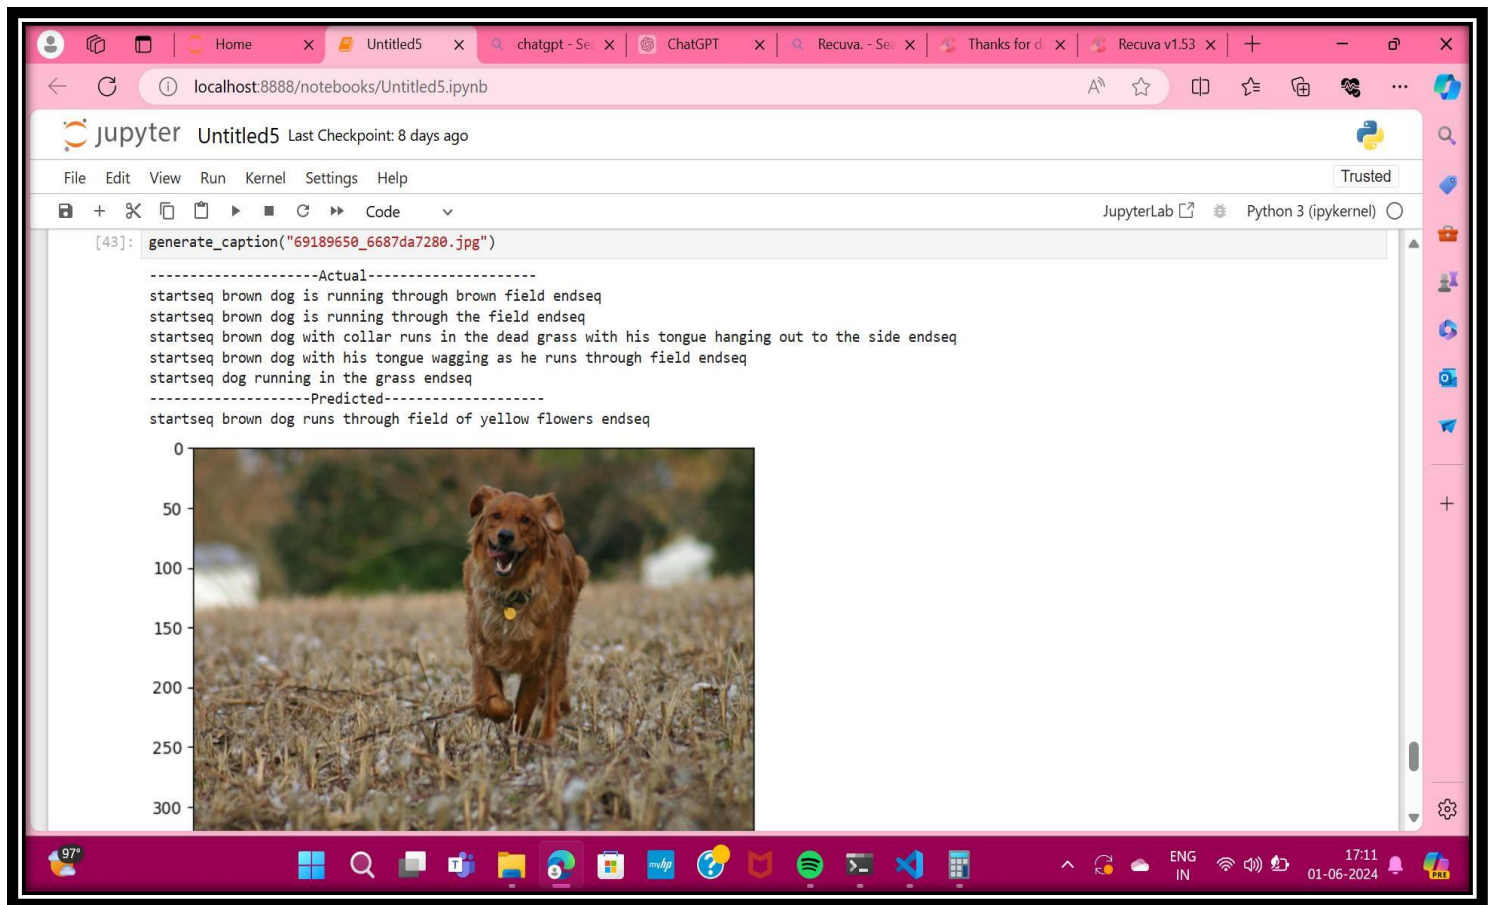 Home
Untitled5
chatgpt - Se
ChatGPT
Recuva. - Se
Thanks for d
Recuva v1.53
localhost:8888/notebooks/Untitled5.ipynb
jupyter Untitled5 Last Checkpoint: 8 days ago
File Edit View Run Kernel Settings Help Trusted
Code JupyterLab Python 3 (ipykernel)
[43]: generate_caption("69189650_6687da7280.jpg")
---------------------Actual---------------------
startseq brown dog is running through brown field endseq
startseq brown dog is running through the field endseq
startseq brown dog with collar runs in the dead grass with his tongue hanging out to the side endseq
startseq brown dog with his tongue wagging as he runs through field endseq
startseq dog running in the grass endseq
--------------------Predicted--------------------
startseq brown dog runs through field of yellow flowers endseq
0
50
100
150
200
250
300
97°
myhp
ENG
IN
17:11
01-06-2024
PRE